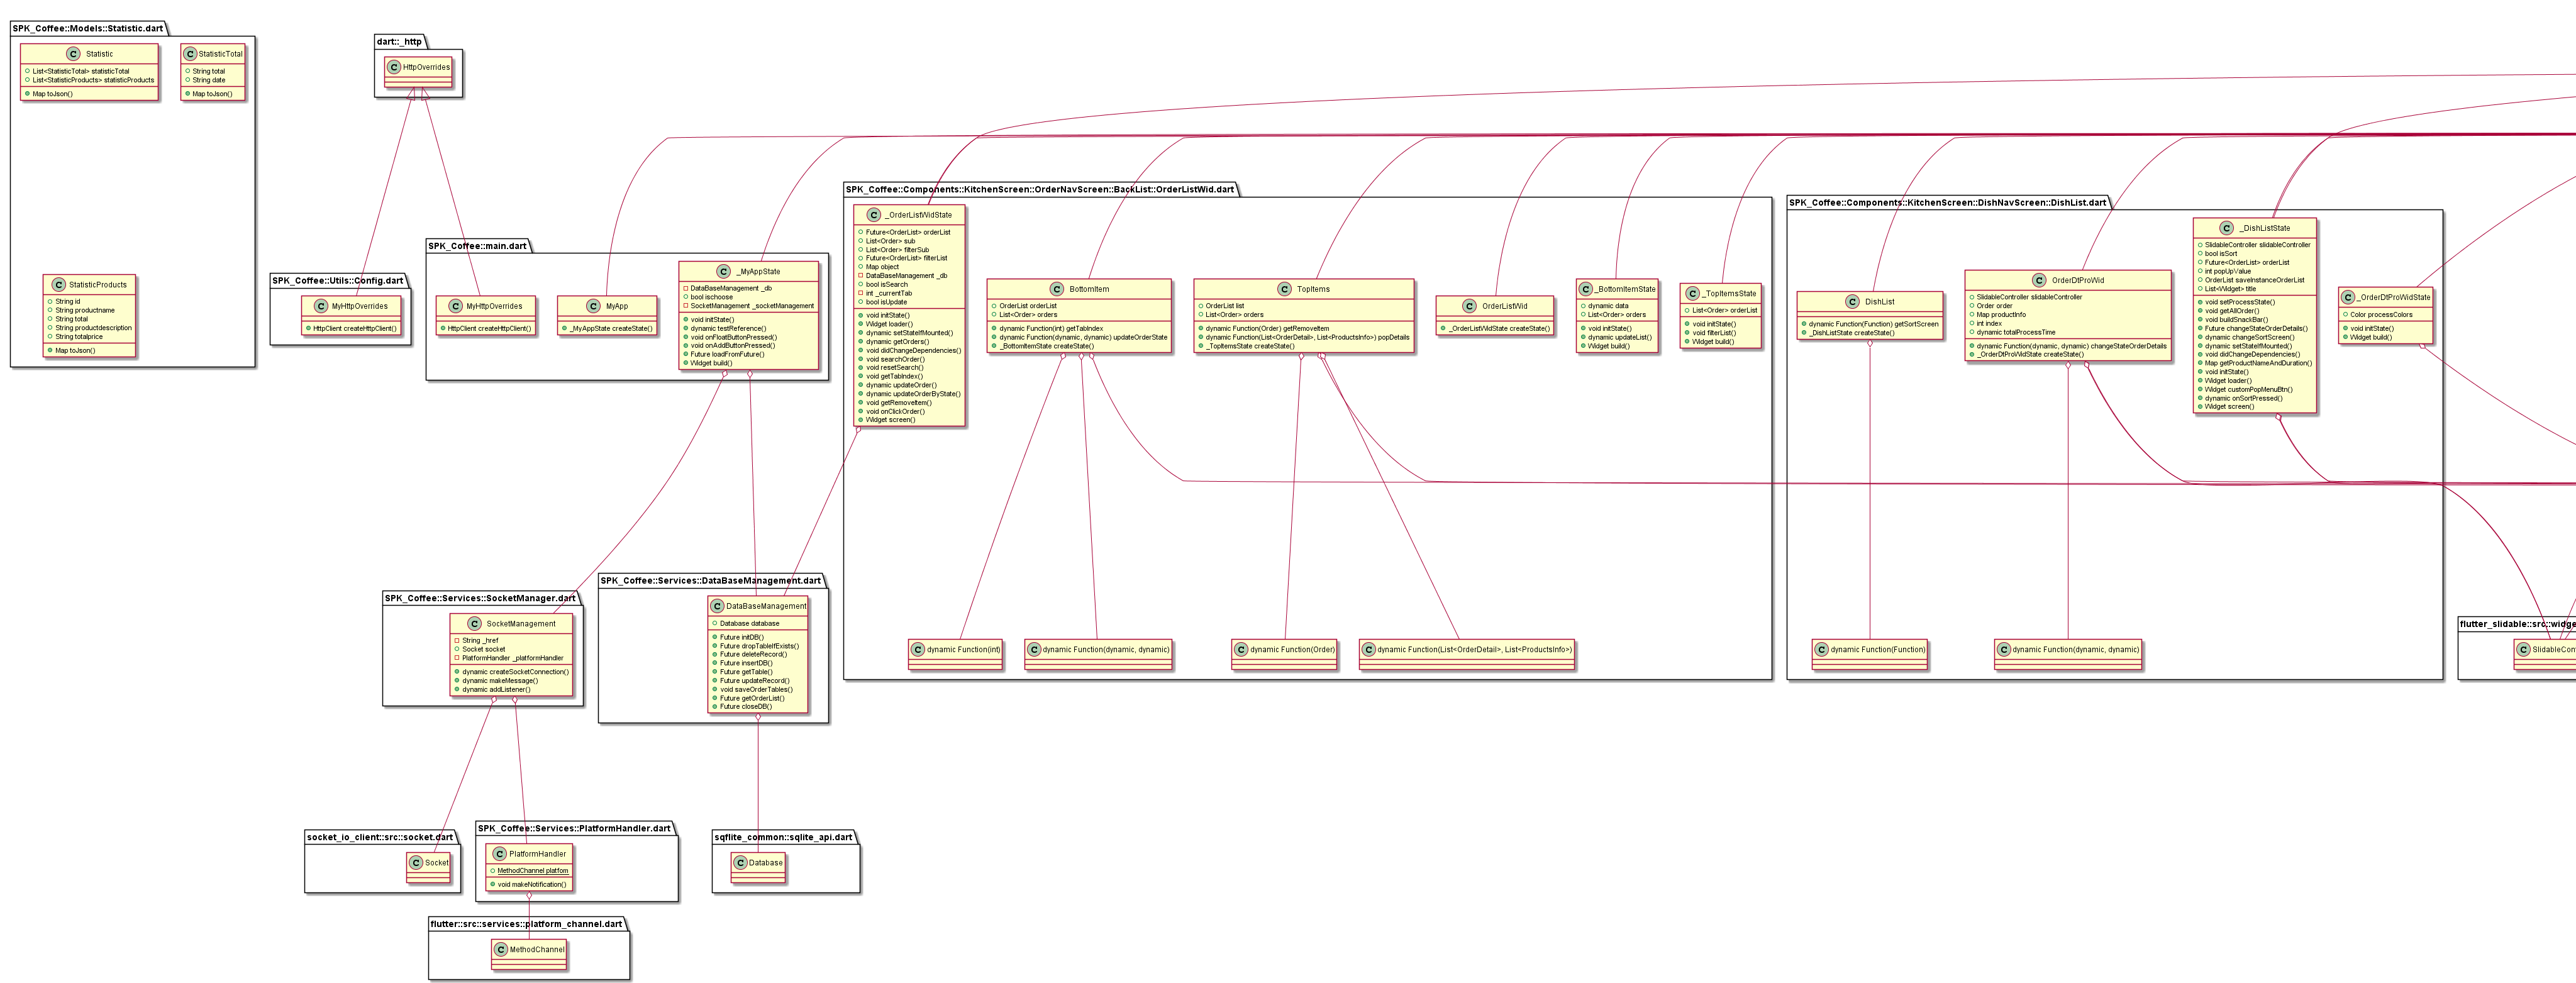 SPK_Coffee::Models::Statistic.dart
Statistic
List<StatisticTotal> statisticTotal
List<StatisticProducts> statisticProducts
Map toJson()
StatisticTotal
String total
String date
Map toJson()
StatisticProducts
String id
String productname
String total
String productdescription
String totalprice
Map toJson()
dart::_http
HttpOverrides
SPK_Coffee::Utils::Config.dart
MyHttpOverrides
HttpClient createHttpClient()
SPK_Coffee::main.dart
MyHttpOverrides
HttpClient createHttpClient()
MyApp
_MyAppState createState()
_MyAppState
DataBaseManagement _db
bool ischoose
SocketManagement _socketManagement
void initState()
dynamic testReference()
void onFloatButtonPressed()
void onAddButtonPressed()
Future loadFromFuture()
Widget build()
SPK_Coffee::Components::KitchenScreen::OrderNavScreen::BackList::OrderListWid.dart
_OrderListWidState
Future<OrderList> orderList
List<Order> sub
List<Order> filterSub
Future<OrderList> filterList
Map object
DataBaseManagement _db
bool isSearch
int _currentTab
bool isUpdate
void initState()
Widget loader()
dynamic setStateIfMounted()
dynamic getOrders()
void didChangeDependencies()
void searchOrder()
void resetSearch()
void getTabIndex()
dynamic updateOrder()
dynamic updateOrderByState()
void getRemoveItem()
void onClickOrder()
Widget screen()
BottomItem
OrderList orderList
List<Order> orders
dynamic Function(int) getTabIndex
dynamic Function(dynamic, dynamic) updateOrderState
_BottomItemState createState()
TopItems
OrderList list
List<Order> orders
dynamic Function(Order) getRemoveItem
dynamic Function(List<OrderDetail>, List<ProductsInfo>) popDetails
_TopItemsState createState()
OrderListWid
_OrderListWidState createState()
_BottomItemState
dynamic data
List<Order> orders
void initState()
dynamic updateList()
Widget build()
_TopItemsState
List<Order> orderList
void initState()
void filterList()
Widget build()
dynamic Function(int)
dynamic Function(dynamic, dynamic)
dynamic Function(Order)
dynamic Function(List<OrderDetail>, List<ProductsInfo>)
SPK_Coffee::Components::KitchenScreen::DishNavScreen::DishList.dart
DishList
dynamic Function(Function) getSortScreen
_DishListState createState()
OrderDtProWid
SlidableController slidableController
Order order
Map productInfo
int index
dynamic totalProcessTime
dynamic Function(dynamic, dynamic) changeStateOrderDetails
_OrderDtProWidState createState()
_DishListState
SlidableController slidableController
bool isSort
Future<OrderList> orderList
int popUpValue
OrderList saveInstanceOrderList
List<Widget> title
void setProcessState()
void getAllOrder()
void buildSnackBar()
Future changeStateOrderDetails()
dynamic changeSortScreen()
dynamic setStateIfMounted()
void didChangeDependencies()
Map getProductNameAndDuration()
void initState()
Widget loader()
Widget customPopMenuBtn()
dynamic onSortPressed()
Widget screen()
_OrderDtProWidState
Color processColors
void initState()
Widget build()
dynamic Function(Function)
dynamic Function(dynamic, dynamic)
flutter_slidable::src::widge
SlidableCont
SPK_Coffee::Services::SocketManager.dart
SocketManagement
String _href
Socket socket
PlatformHandler _platformHandler
dynamic createSocketConnection()
dynamic makeMessage()
dynamic addListener()
SPK_Coffee::Services::DataBaseManagement.dart
DataBaseManagement
Database database
Future initDB()
Future dropTableIfExists()
Future deleteRecord()
Future insertDB()
Future getTable()
Future updateRecord()
void saveOrderTables()
Future getOrderList()
Future closeDB()
socket_io_client::src::socket.dart
Socket
SPK_Coffee::Services::PlatformHandler.dart
PlatformHandler
MethodChannel platfom
void makeNotification()
sqflite_common::sqlite_api.dart
Database
flutter::src::services::platform_channel.dart
MethodChannel